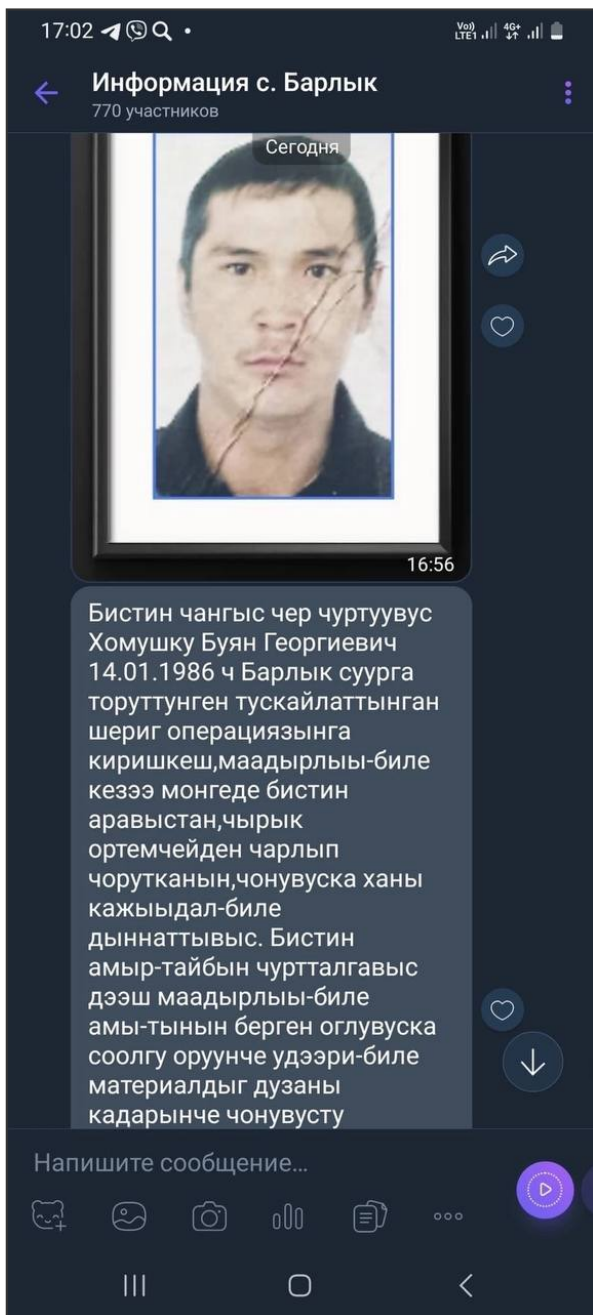 17:02
Vo)) LTE1 4G+
Информация с. Барлык
770 участников
Сегодня
16:56
Бистин чангыс чер чуртуувус
Хомушку Буян Георгиевич
14.01.1986 ч Барлык суурга
торуттунген тускайлаттынган
шериг операциязынга
киришкеш,маадырлыы-биле
кезээ монгеде бистин
аравыстан,чырык
ортемчейден чарлып
чорутканын,чонувуска ханы
кажыыдал-биле
дыннаттывыс. Бистин
амыр-тайбын чуртталгавыс
дээш маадырлыы-биле
амы-тынын берген оглувуска
соолгу оруунче удээри-биле
материалдыг дузаны
кадарынче чонувусту
Напишите сообщение...